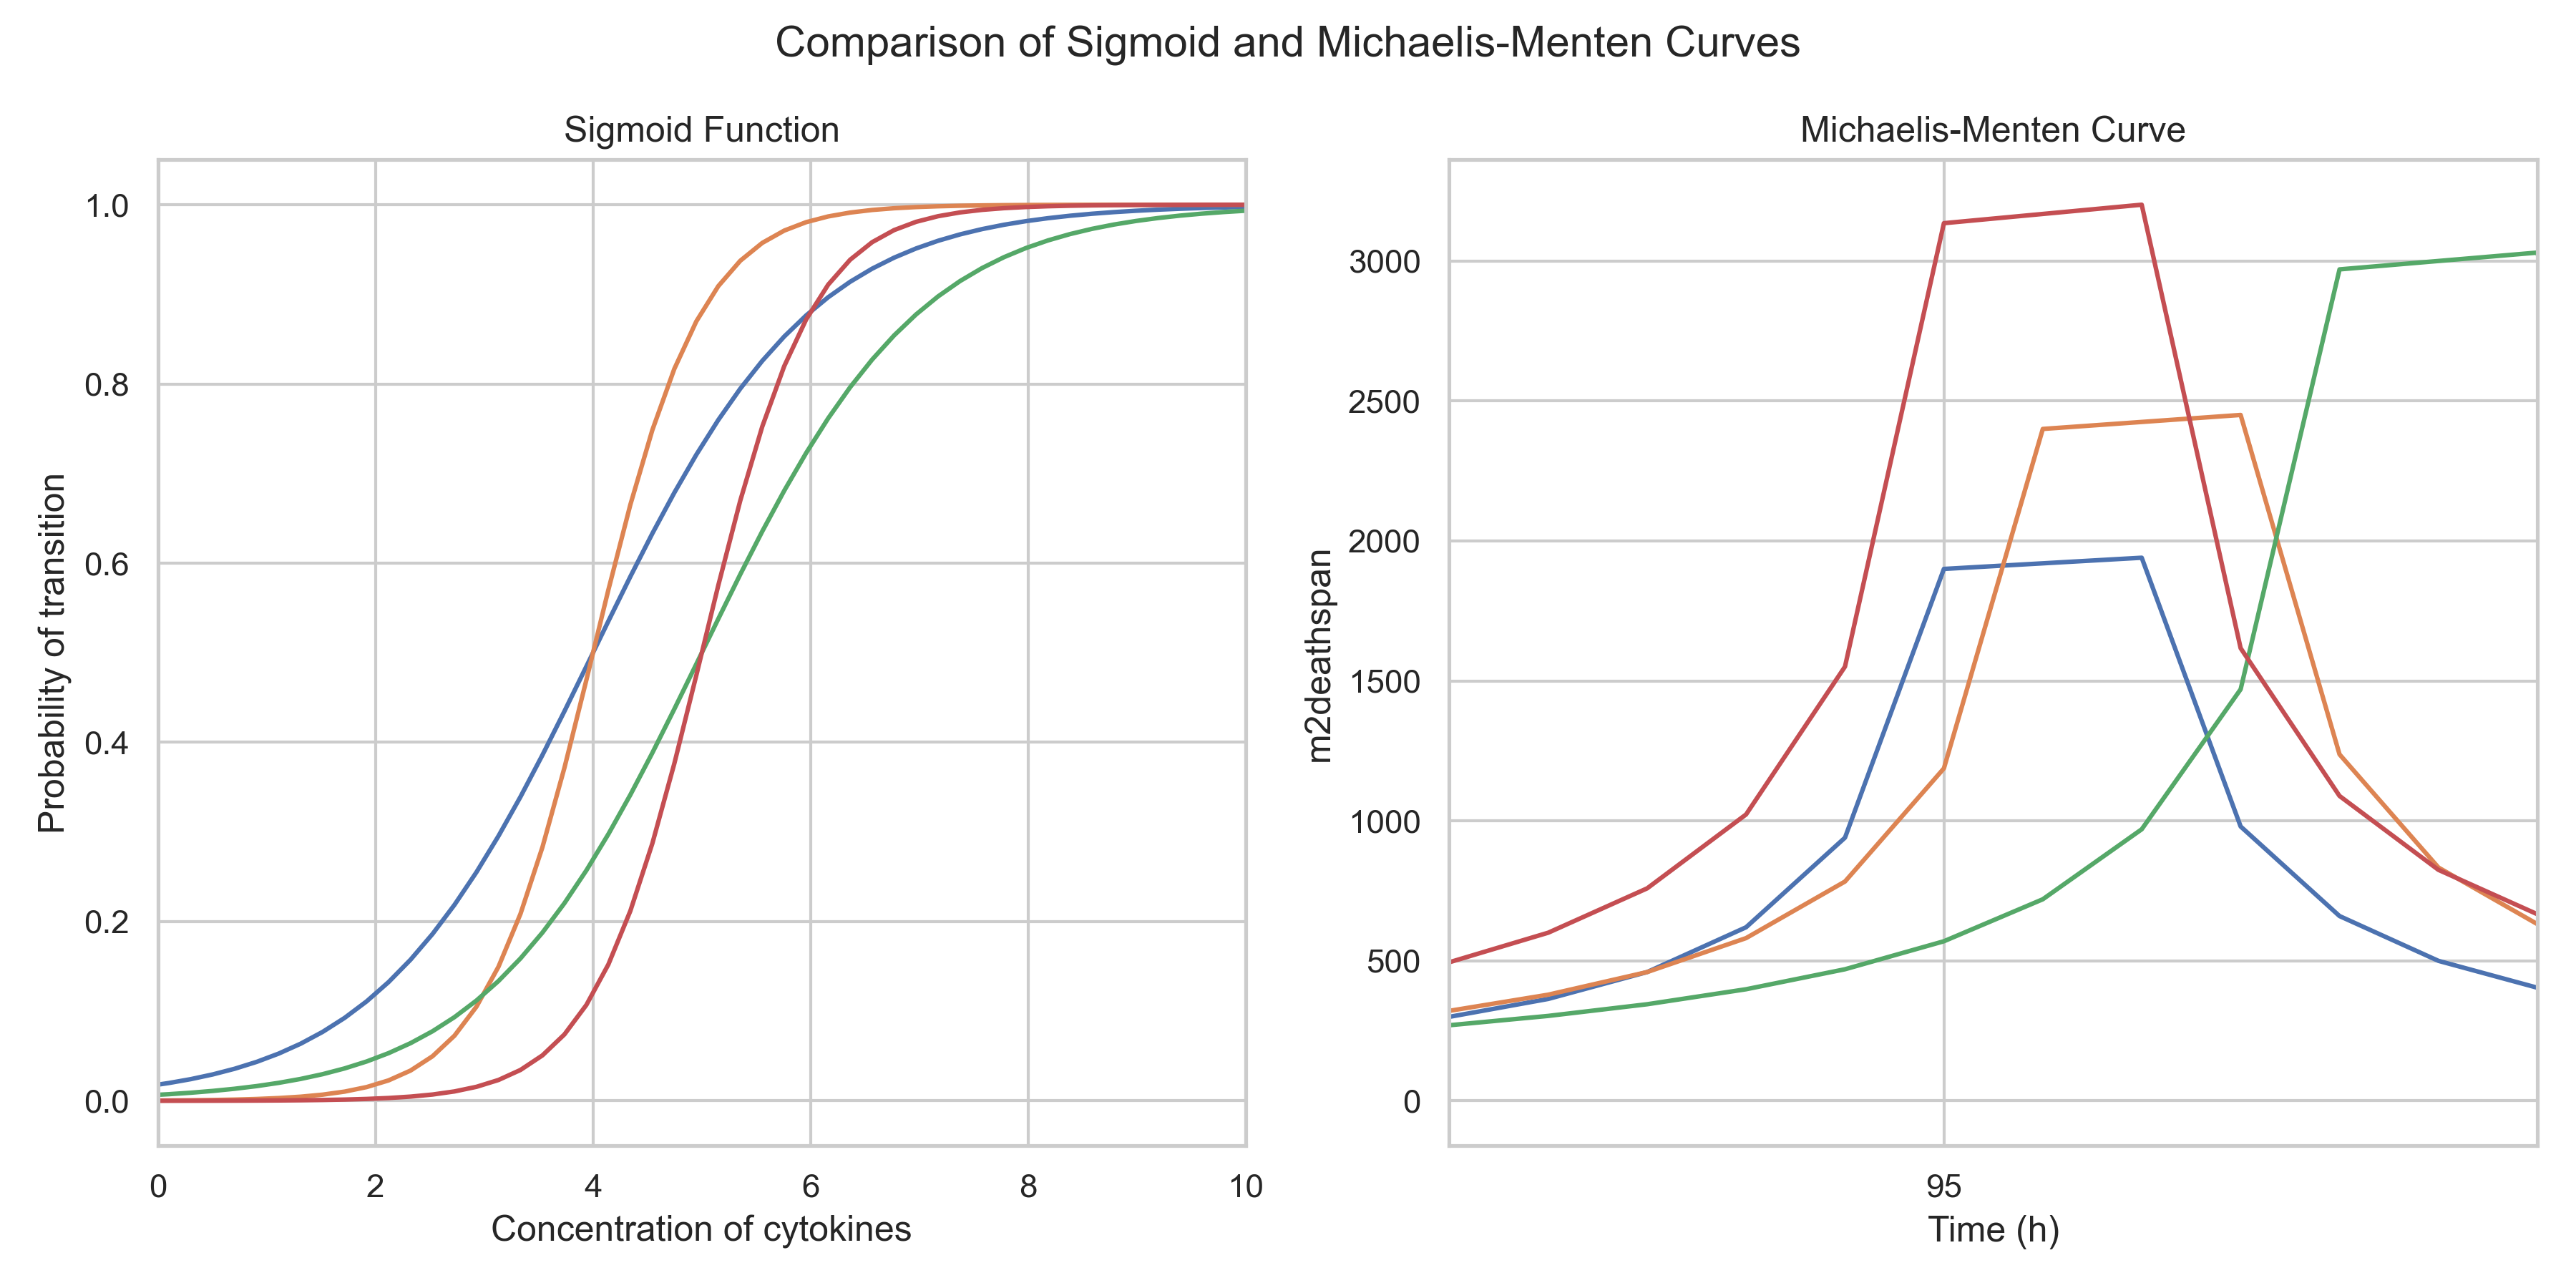 Comparison of Sigmoid and Michaelis-Menten Curves
Sigmoid Function
1.0
0.8
0.6
0.4
0.2
0.0
Probability of transition
0 2 4 6 8 10
Concentration of cytokines
Michaelis-Menten Curve
3000
2500
2000
1500
1000
500
0
m2deathspan
95
Time (h)